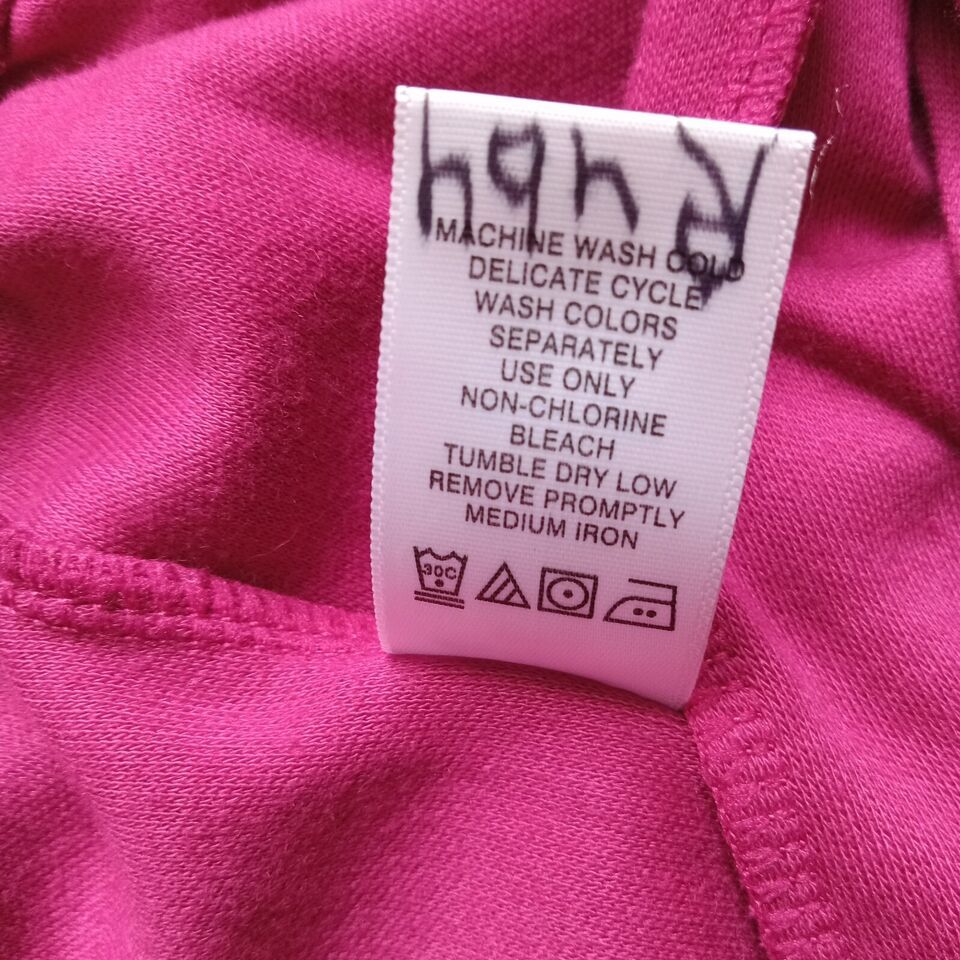 MACHINE WASH COLD
DELICATE CYCLE
WASH COLORS
SEPARATELY
USE ONLY
NON-CHLORINE
BLEACH
TUMBLE DRY LOW
REMOVE PROMPTLY
MEDIUM IRON
30C